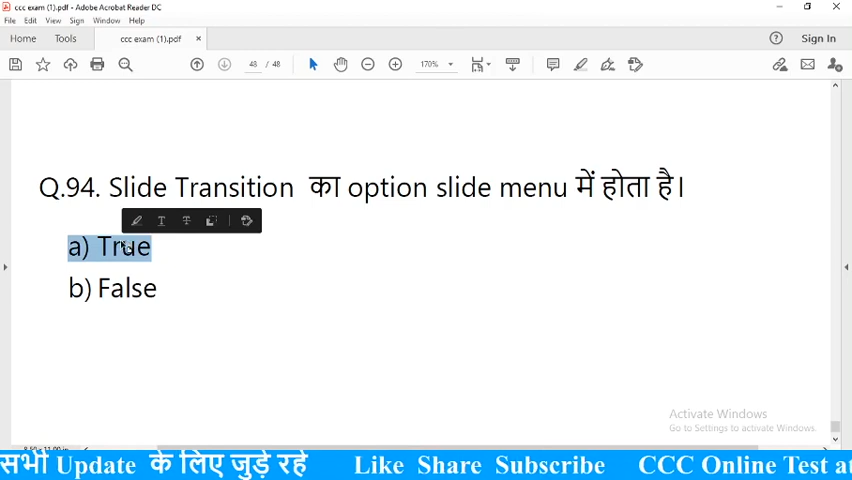 ccc exam (1).pdf - Adobe Acrobat Reader DC
File Edit View Sign Window Help
Home Tools ccc exam (1).pdf × Sign In
48 / 48 170%
Q.94. Slide Transition का option slide menu में होता है।
a) True
b) False
Activate Windows
Go to Settings to activate Windows.
सभी Update के लिए जुड़े रहे Like Share Subscribe CCC Online Test at